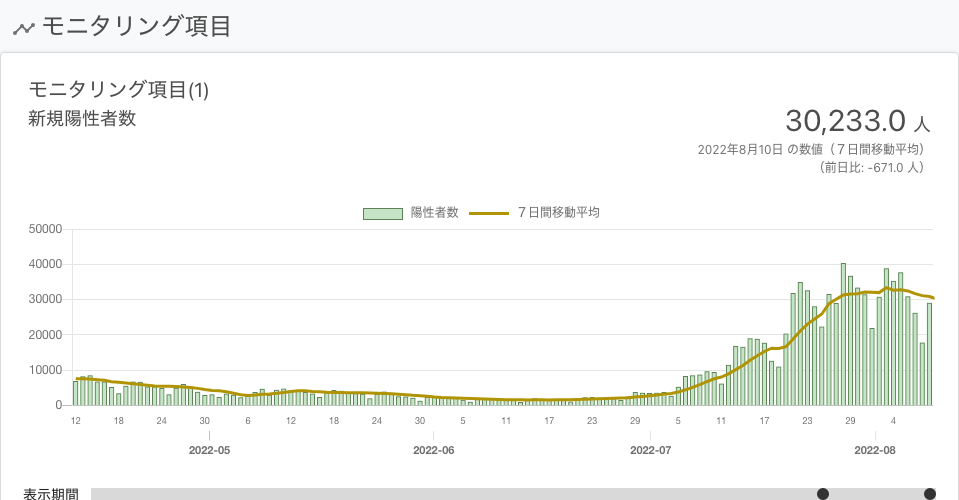 モニタリング項目
モニタリング項目(1)
新規陽性者数
30,233.0 人
2022年8月10日 の数値（７日間移動平均）
（前日比: -671.0 人）
陽性者数 ７日間移動平均
50000
40000
30000
20000
10000
0
12 18 24 30 6 12 18 24 30 5 11 17 23 29 5 11 17 23 29 4
2022-05 2022-06 2022-07 2022-08
表示期間